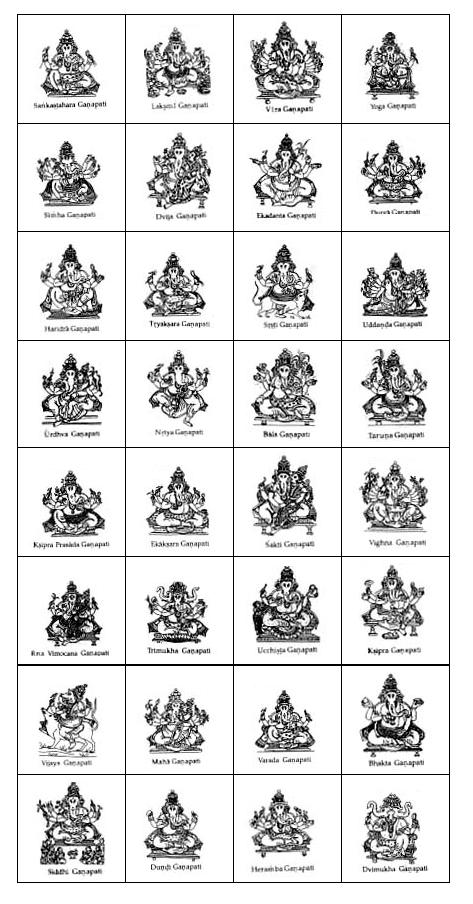 Saṅkaṣṭahara Gaṇapati
Lakṣmī Gaṇapati
Vīra Gaṇapati
Yoga Gaṇapati
Siṁha Gaṇapati
Dvija Gaṇapati
Ekadanta Gaṇapati
Gaṇapati
Haridrā Gaṇapati
Tryakṣara Gaṇapati
Sṛṣṭi Gaṇapati
Uddaṇḍa Gaṇapati
Ūrdhva Gaṇapati
Nṛtya Gaṇapati
Bāla Gaṇapati
Taruṇa Gaṇapati
Kṣipra Prasāda Gaṇapati
Ekākṣara Gaṇapati
Śakti Gaṇapati
Vighna Gaṇapati
Ṛṇa Vimocana Gaṇapati
Trimukha Gaṇapati
Ucchiṣṭa Gaṇapati
Kṣipra Gaṇapati
Vijaya Gaṇapati
Mahā Gaṇapati
Varada Gaṇapati
Bhakta Gaṇapati
Siddhi Gaṇapati
Ḍuṇḍi Gaṇapati
Heraṁba Gaṇapati
Dvimukha Gaṇapati